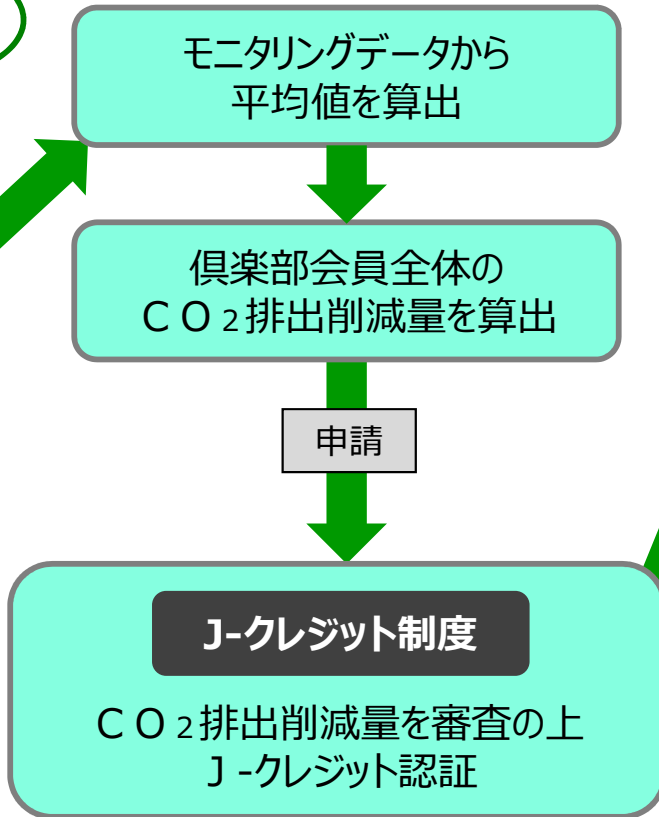 モニタリングデータから
平均値を算出
倶楽部会員全体の
ＣＯ₂排出削減量を算出
申請
J-クレジット制度
ＣＯ₂排出削減量を審査の上
Ｊ-クレジット認証